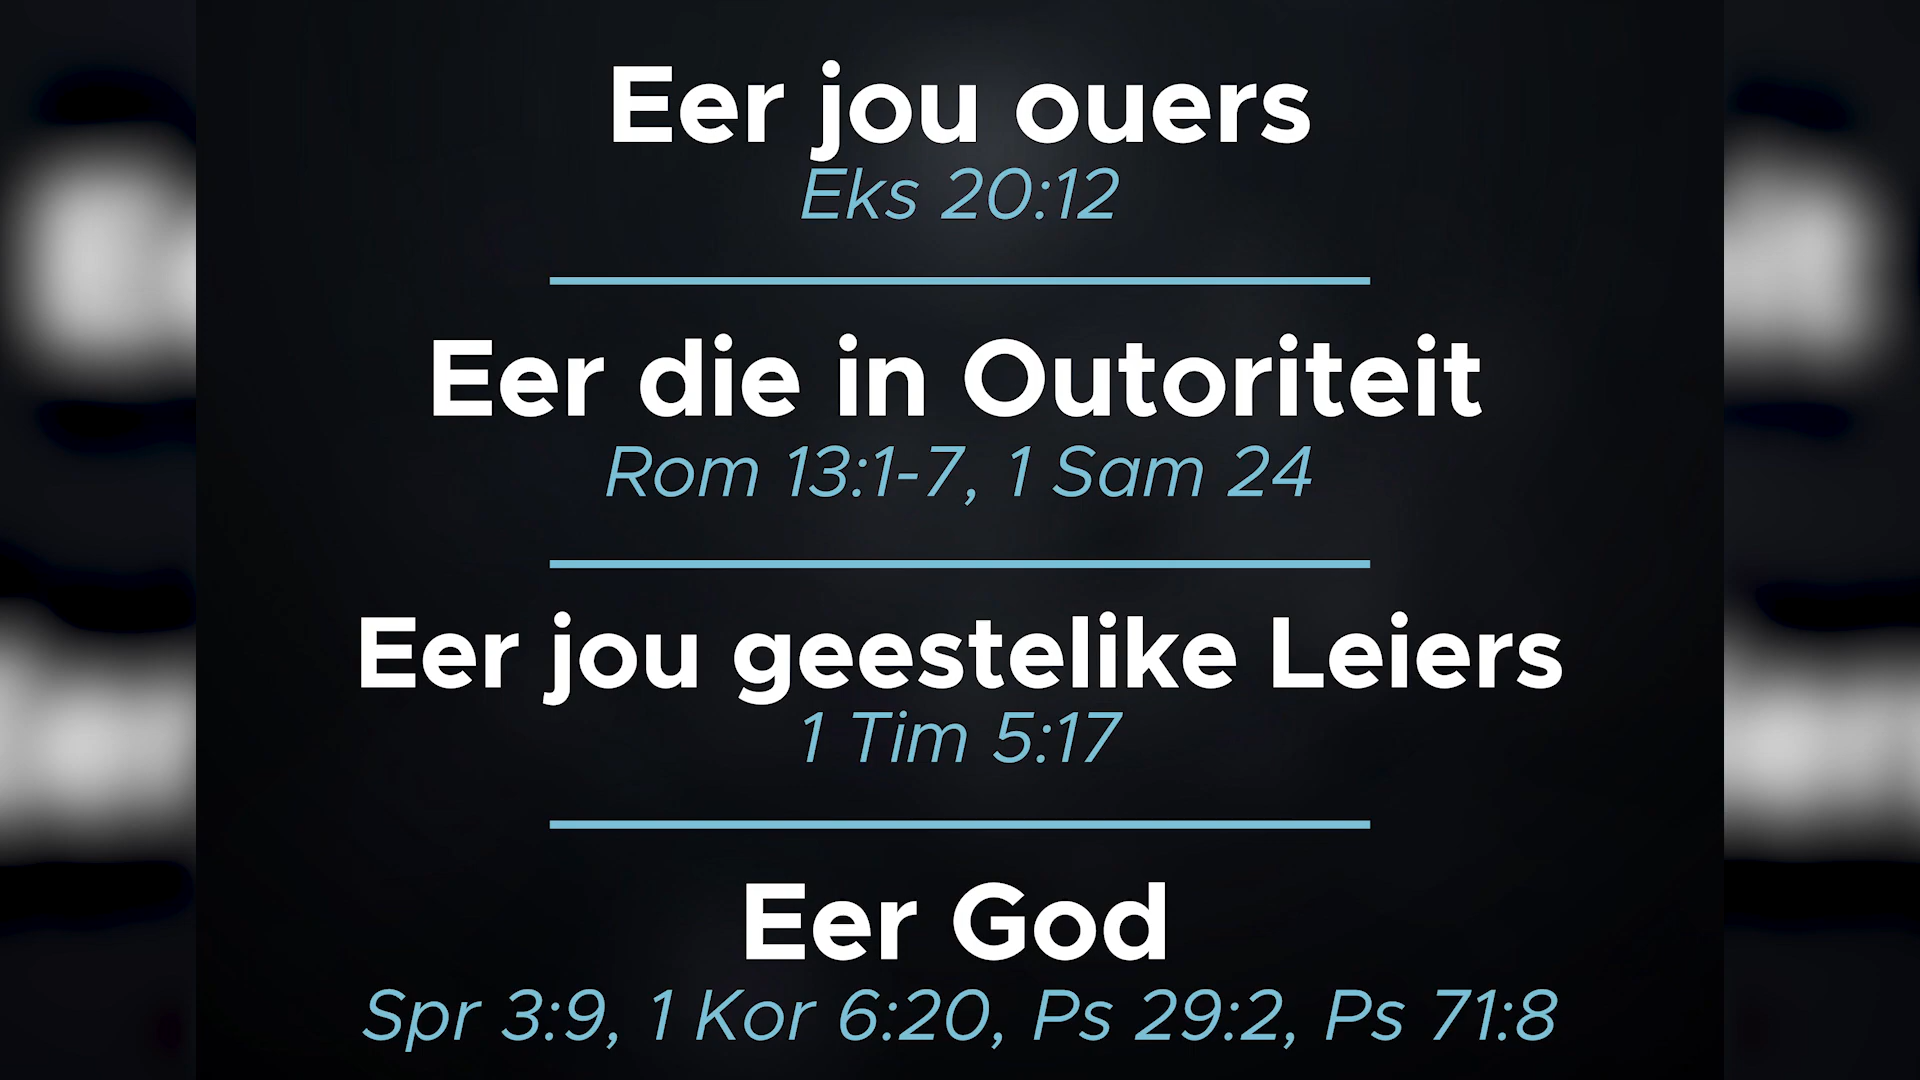 Eer jou ouers
Eks 20:12
Eer die in Outoriteit
Rom 13:1-7, 1 Sam 24
Eer jou geestelike Leiers
1 Tim 5:17
Eer God
Spr 3:9, 1 Kor 6:20, Ps 29:2, Ps 71:8